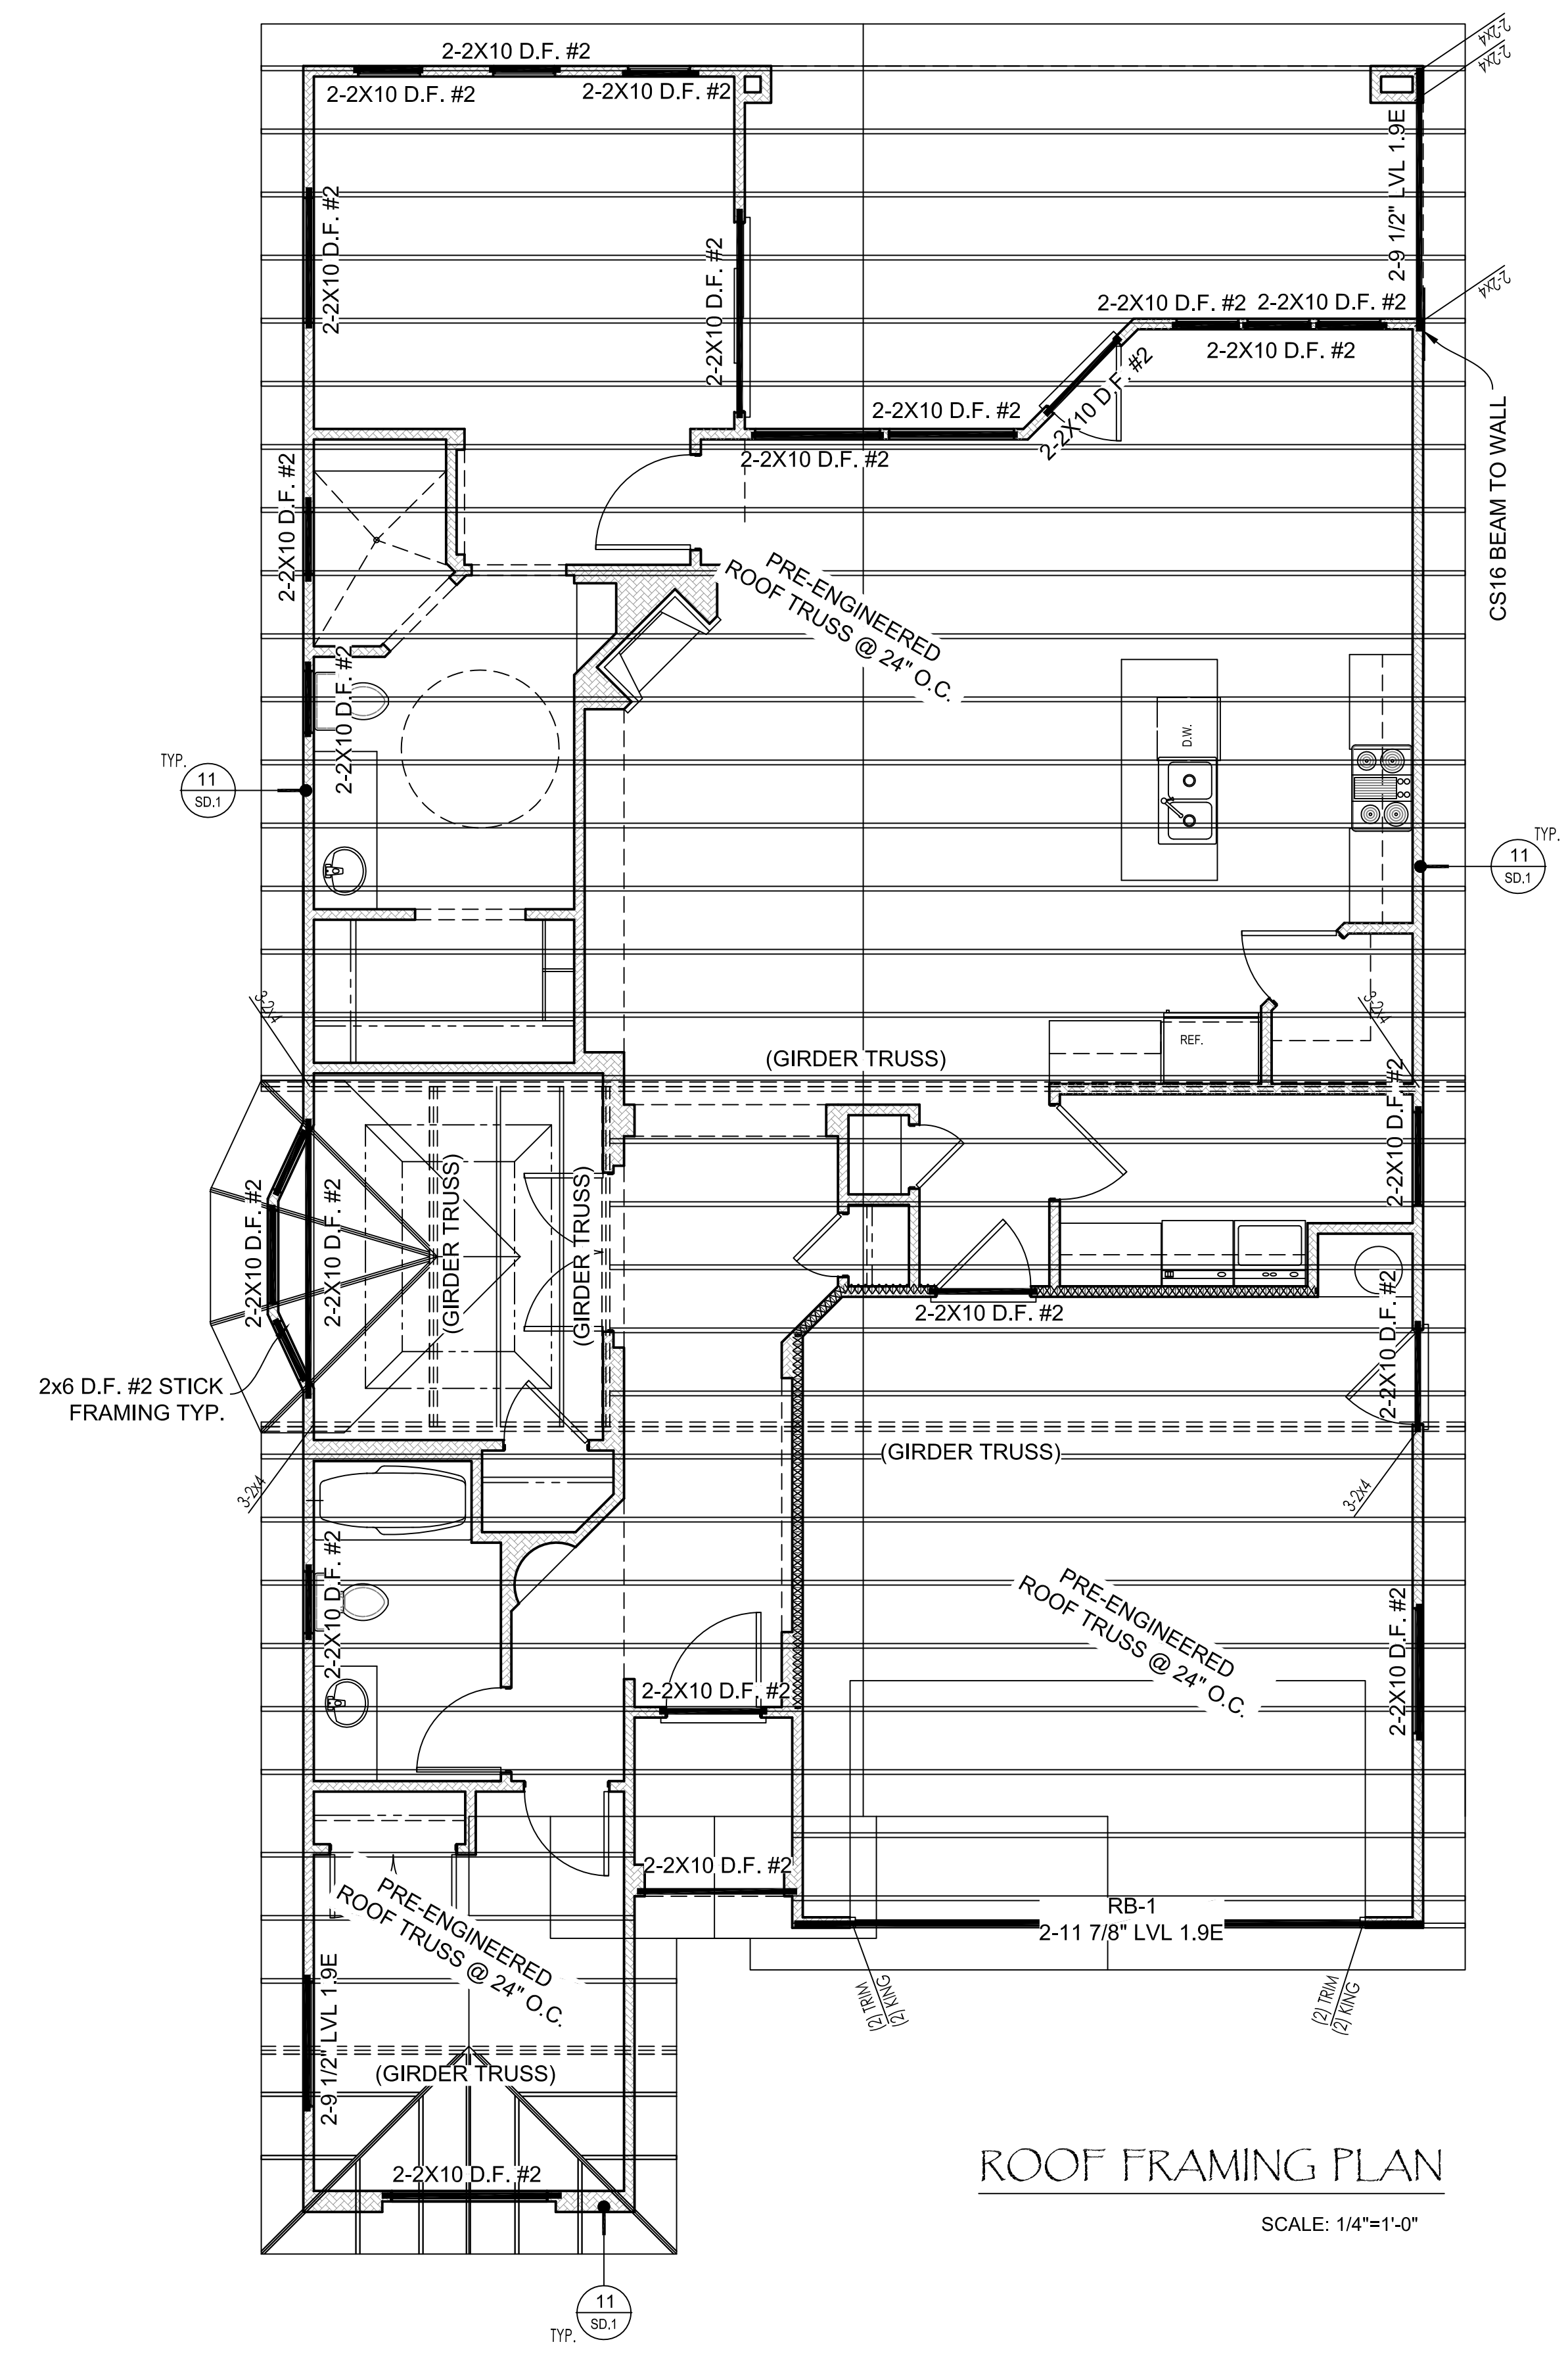 2-2X10 D.F. #2
2-2X10 D.F. #2
2-2X10 D.F. #2
2-2x4
2-2x4
2-9 1/2" LVL 1.9E
2-2X10 D.F. #2
2-2X10 D.F. #2
2-2x4
2-2X10 D.F. #2
2-2X10 D.F. #2
2-2X10 D.F. #2
2-2X10 D.F. #2
2-2X10 D.F. #2
2-2X10 D.F. #2
CS16 BEAM TO WALL
2-2X10 D.F. #2
PRE-ENGINEERED
ROOF TRUSS @ 24" O.C.
2-2X10 D.F. #2
D.W.
TYP.
11
SD.1
TYP.
11
SD.1
3-2x4
3-2x4
REF.
(GIRDER TRUSS)
2-2X10 D.F. #2
2-2X10 D.F. #2
2-2X10 D.F. #2
(GIRDER TRUSS)
(GIRDER TRUSS)
2-2X10 D.F. #2
2-2X10 D.F. #2
2x6 D.F. #2 STICK
FRAMING TYP.
(GIRDER TRUSS)
3-2x4
3-2x4
2-2X10 D.F. #2
PRE-ENGINEERED
ROOF TRUSS @ 24" O.C.
2-2X10 D.F. #2
2-2X10 D.F. #2
2-2X10 D.F. #2
PRE-ENGINEERED
ROOF TRUSS @ 24" O.C.
RB-1
2-11 7/8" LVL 1.9E
(2) TRIM
(2) KING
(2) TRIM
(2) KING
2-9 1/2" LVL 1.9E
(GIRDER TRUSS)
2-2X10 D.F. #2
ROOF FRAMING PLAN
SCALE: 1/4"=1'-0"
11
SD.1
TYP.